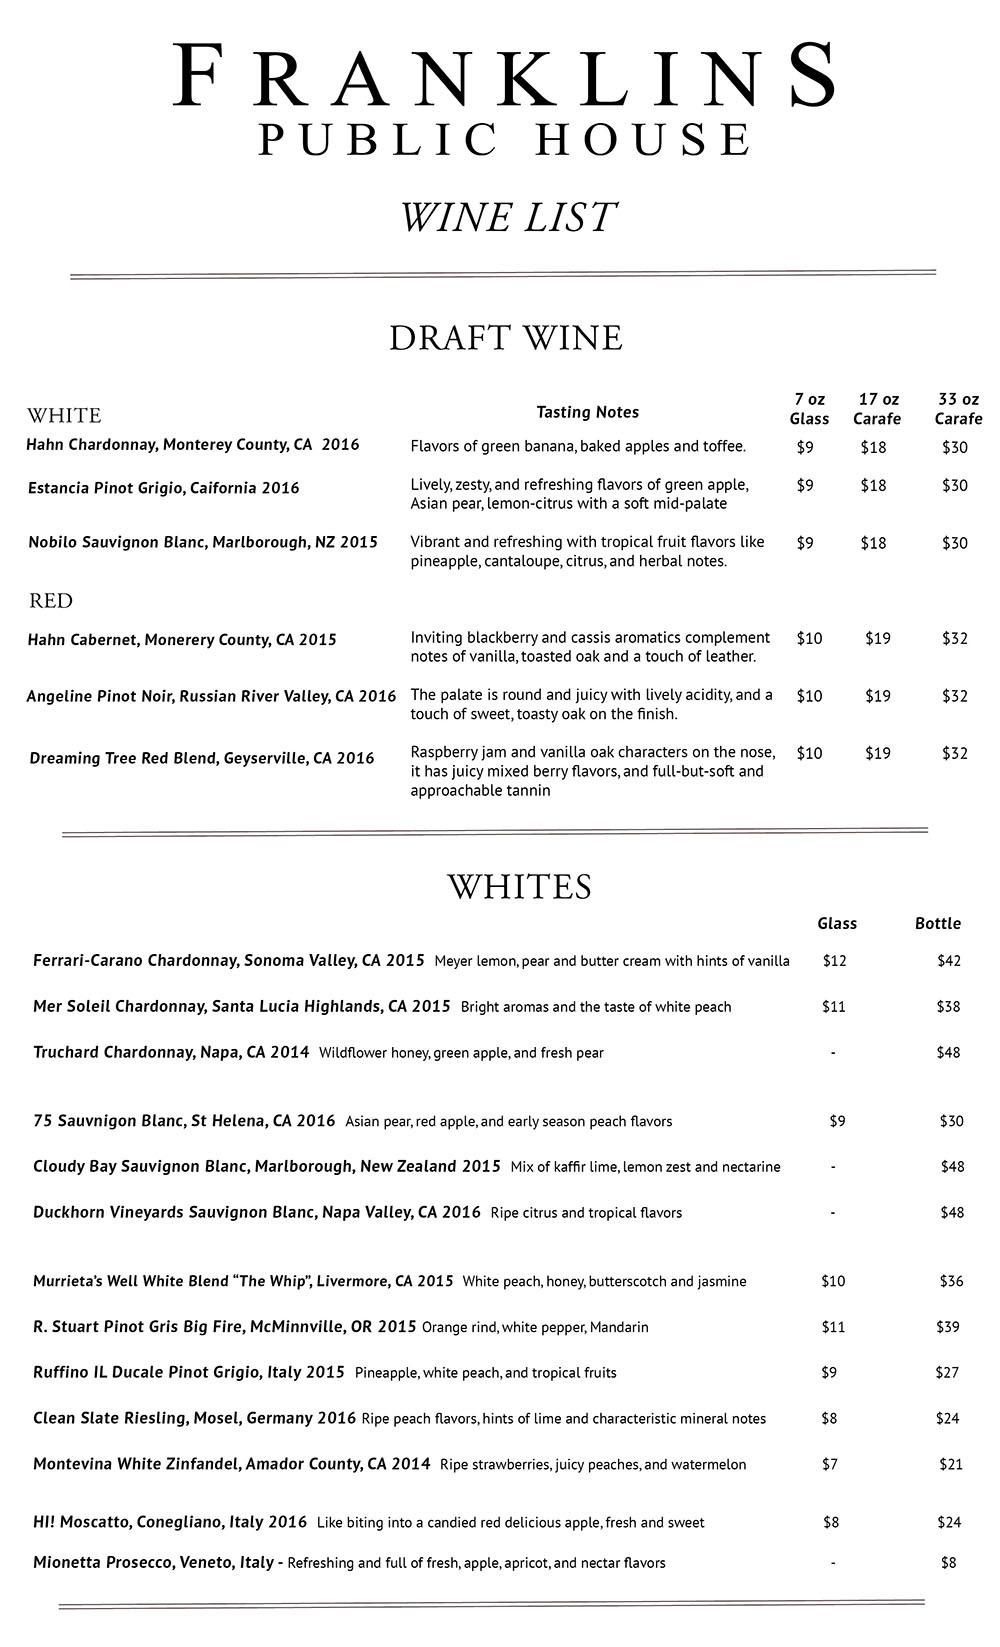 FRANKLINS
PUBLIC HOUSE
WINE LIST
DRAFT WINE
WHITE Tasting Notes 7 oz Glass 17 oz Carafe 33 oz Carafe
Hahn Chardonnay, Monterey County, CA 2016 Flavors of green banana, baked apples and toffee. $9 $18 $30
Estancia Pinot Grigio, Caifornia 2016 Lively, zesty, and refreshing flavors of green apple, $9 $18 $30
Asian pear, lemon-citrus with a soft mid-palate
Nobilo Sauvignon Blanc, Marlborough, NZ 2015 Vibrant and refreshing with tropical fruit flavors like $9 $18 $30
pineapple, cantaloupe, citrus, and herbal notes.
RED
Hahn Cabernet, Monerery County, CA 2015 Inviting blackberry and cassis aromatics complement $10 $19 $32
notes of vanilla, toasted oak and a touch of leather.
Angeline Pinot Noir, Russian River Valley, CA 2016 The palate is round and juicy with lively acidity, and a $10 $19 $32
touch of sweet, toasty oak on the finish.
Dreaming Tree Red Blend, Geyserville, CA 2016 Raspberry jam and vanilla oak characters on the nose, $10 $19 $32
it has juicy mixed berry flavors, and full-but-soft and
approachable tannin
WHITES
Glass Bottle
Ferrari-Carano Chardonnay, Sonoma Valley, CA 2015 Meyer lemon, pear and butter cream with hints of vanilla $12 $42
Mer Soleil Chardonnay, Santa Lucia Highlands, CA 2015 Bright aromas and the taste of white peach $11 $38
Truchard Chardonnay, Napa, CA 2014 Wildflower honey, green apple, and fresh pear - $48
75 Sauvnigon Blanc, St Helena, CA 2016 Asian pear, red apple, and early season peach flavors $9 $30
Cloudy Bay Sauvignon Blanc, Marlborough, New Zealand 2015 Mix of kaffir lime, lemon zest and nectarine - $48
Duckhorn Vineyards Sauvignon Blanc, Napa Valley, CA 2016 Ripe citrus and tropical flavors - $48
Murrieta's Well White Blend “The Whip”, Livermore, CA 2015 White peach, honey, butterscotch and jasmine $10 $36
R. Stuart Pinot Gris Big Fire, McMinnville, OR 2015 Orange rind, white pepper, Mandarin $11 $39
Ruffino IL Ducale Pinot Grigio, Italy 2015 Pineapple, white peach, and tropical fruits $9 $27
Clean Slate Riesling, Mosel, Germany 2016 Ripe peach flavors, hints of lime and characteristic mineral notes $8 $24
Montevina White Zinfandel, Amador County, CA 2014 Ripe strawberries, juicy peaches, and watermelon $7 $21
HI! Moscatto, Conegliano, Italy 2016 Like biting into a candied red delicious apple, fresh and sweet $8 $24
Mionetta Prosecco, Veneto, Italy - Refreshing and full of fresh, apple, apricot, and nectar flavors - $8